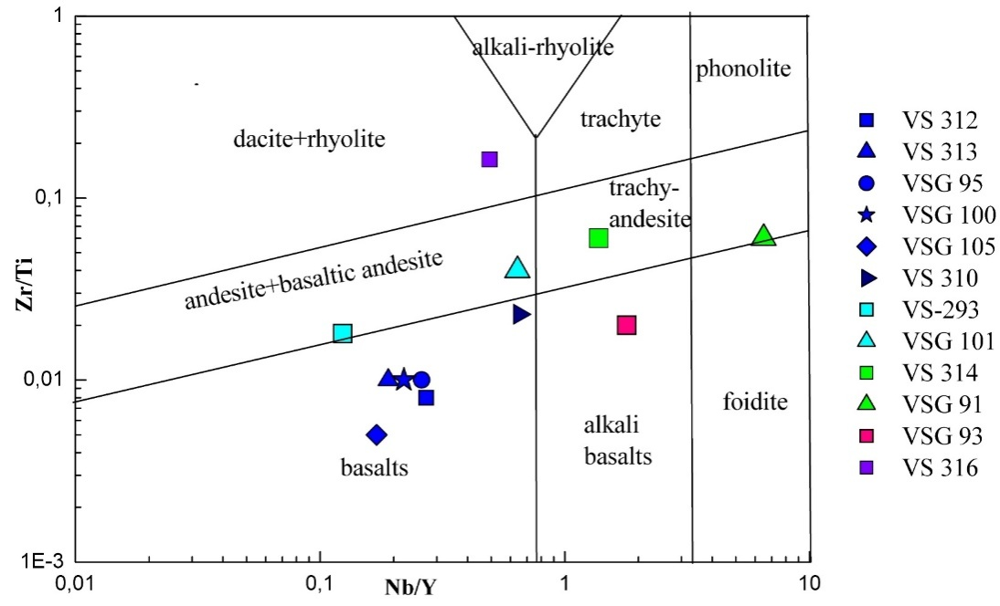 1
alkali-rhyolite
phonolite
trachyte
dacite+rhyolite
0,1
trachy-
andesite
andesite+basaltic andesite
Zr/Ti
0,01
foidite
alkali
basalts
basalts
1E-3
0,01
0,1
1
10
Nb/Y
VS 312
VS 313
VSG 95
VSG 100
VSG 105
VS 310
VS-293
VSG 101
VS 314
VSG 91
VSG 93
VS 316